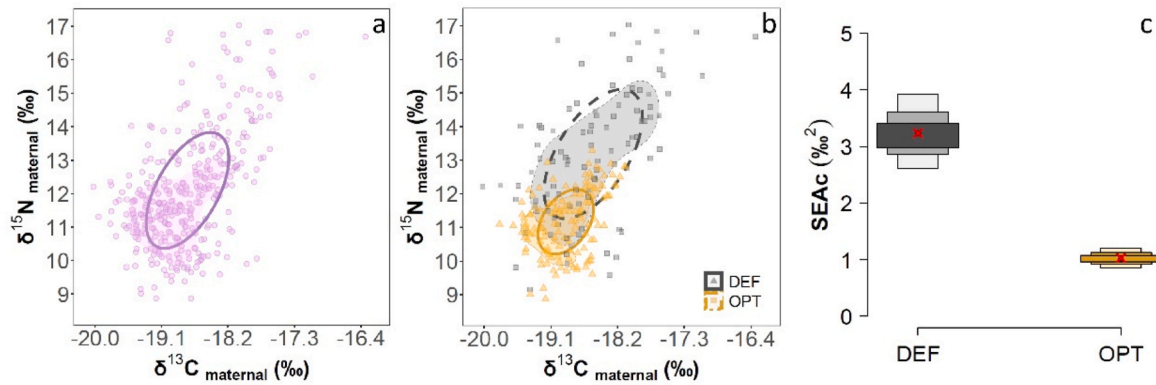 a
17
16
15
14
13
12
11
10
9
δ¹⁵N maternal (‰)
-20.0 -19.1 -18.2 -17.3 -16.4
δ¹³C maternal (‰)
b
17
16
15
14
13
12
11
10
9
δ¹⁵N maternal (‰)
DEF
OPT
-20.0 -19.1 -18.2 -17.3 -16.4
δ¹³C maternal (‰)
c
5
4
3
2
1
0
SEAc (‰²)
DEF OPT